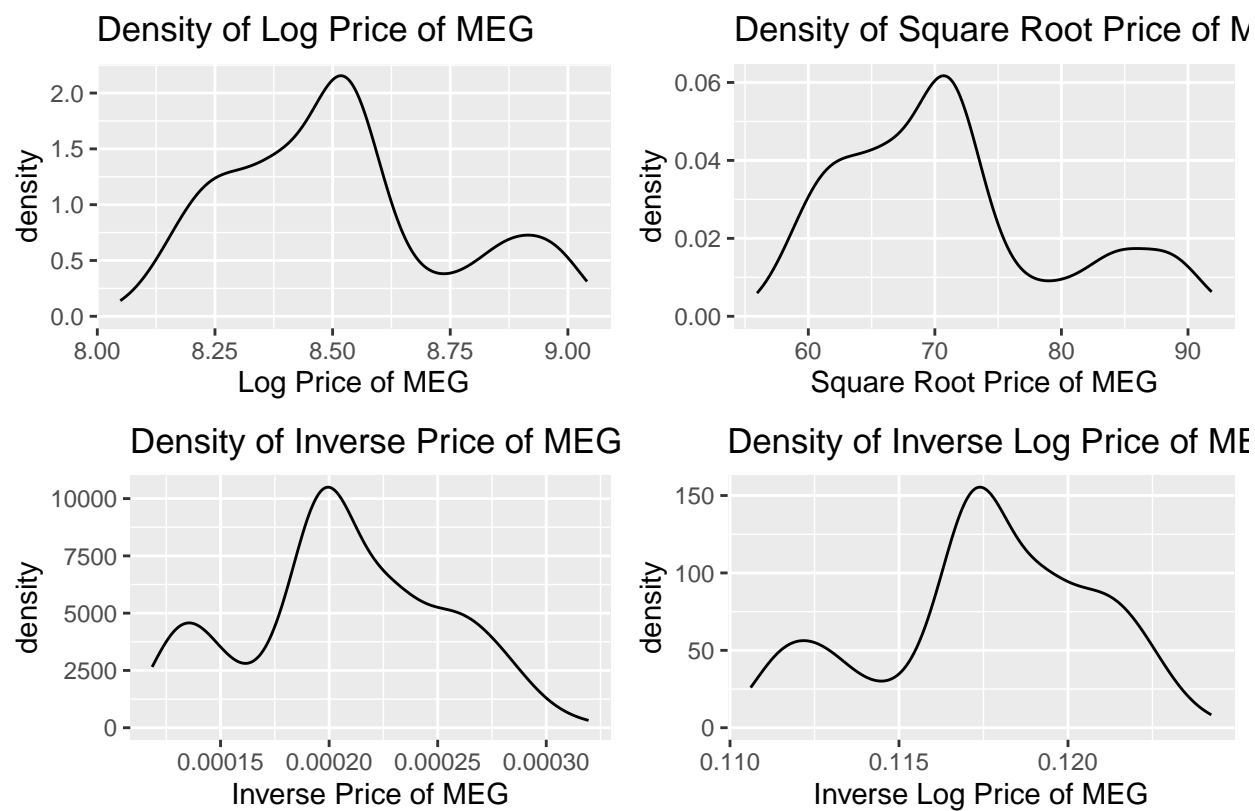 Density of Log Price of MEG
2.0
1.5
1.0
0.5
0.0
density
8.00 8.25 8.50 8.75 9.00
Log Price of MEG
Density of Square Root Price of M
0.06
0.04
0.02
0.00
density
60 70 80 90
Square Root Price of MEG
Density of Inverse Price of MEG
10000
7500
5000
2500
0
density
0.00015 0.00020 0.00025 0.00030
Inverse Price of MEG
Density of Inverse Log Price of ME
150
100
50
0
density
0.110 0.115 0.120
Inverse Log Price of MEG